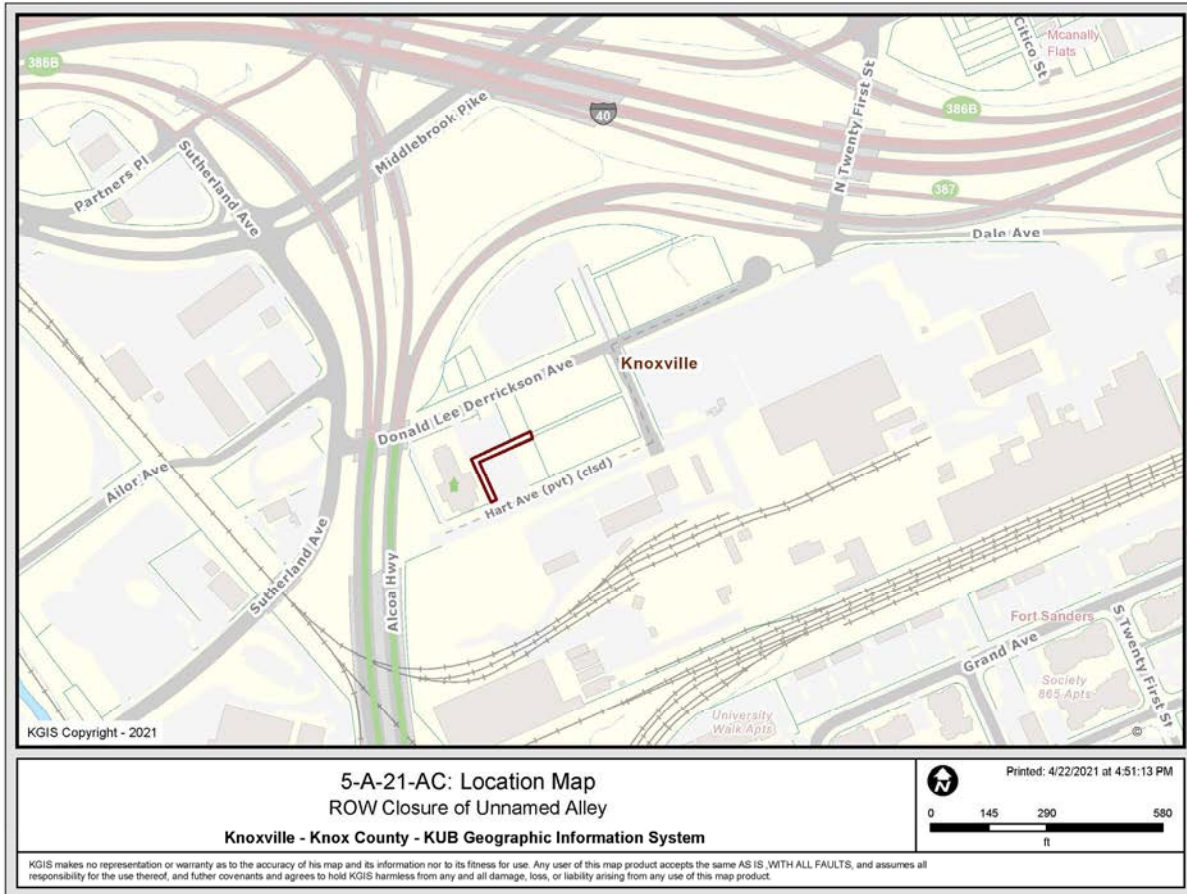 Mcanally
Flats
Citico St
386B
N Twenty First St
386B
40
Middlebrook Pike
Sutherland Ave
Partners Pl
387
Dale Ave
Knoxville
Donald Lee Derrickson Ave
Ailor Ave
Hart Ave (pvt) (clsd)
Sutherland Ave
Alcoa Hwy
Fort Sanders
Grand Ave
S Twenty First St
Society
865 Apts
University
Walk Apts
KGIS Copyright - 2021
©
5-A-21-AC: Location Map
ROW Closure of Unnamed Alley
Knoxville - Knox County - KUB Geographic Information System
N
Printed: 4/22/2021 at 4:51:13 PM
0 145 290 580
ft
KGIS makes no representation or warranty as to the accuracy of his map and its information nor to its fitness for use. Any user of this map product accepts the same AS IS ,WITH ALL FAULTS, and assumes all
responsibility for the use thereof, and futher covenants and agrees to hold KGIS harmless from any and all damage, loss, or liability arising from any use of this map product.